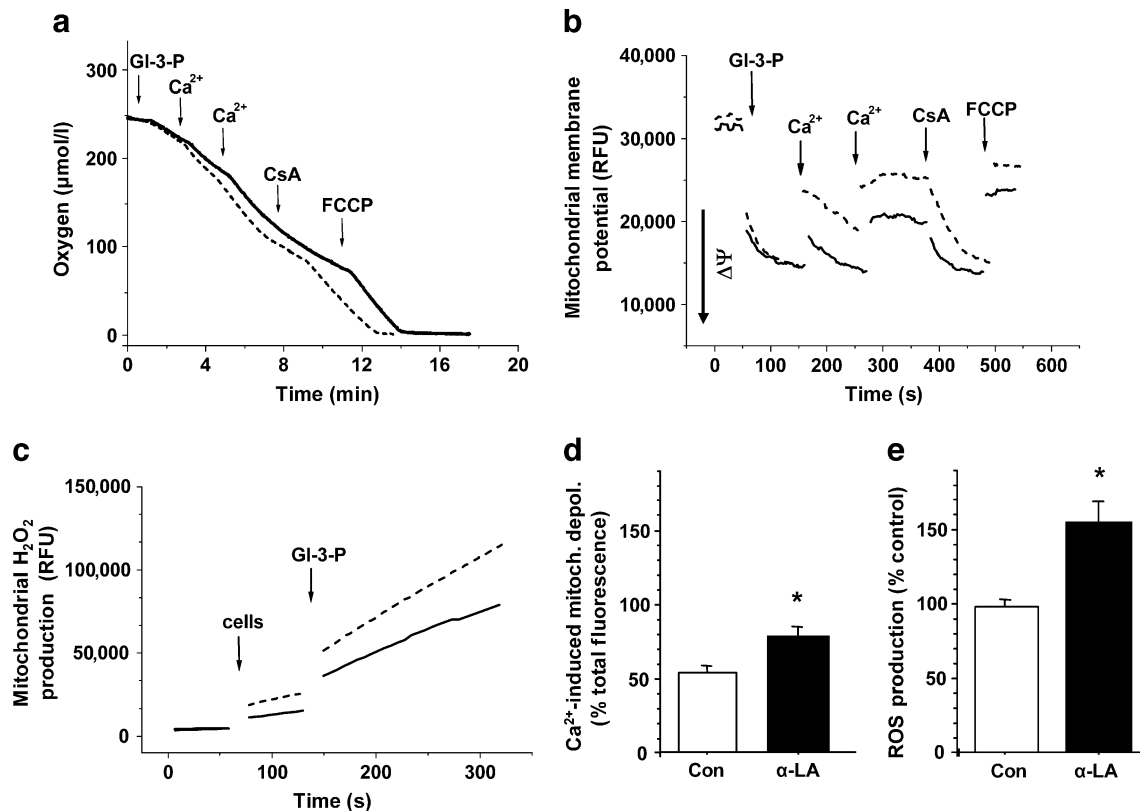 a
Gl-3-P
Ca2+
Ca2+
CsA
FCCP
Oxygen (µmol/l)
300
200
100
0
0 4 8 12 16 20
Time (min)
b
Gl-3-P
Ca2+
Ca2+
CsA
FCCP
Mitochondrial membrane
potential (RFU)
40,000
30,000
20,000
10,000
ΔΨ
0 100 200 300 400 500 600
Time (s)
c
Mitochondrial H2O2
production (RFU)
150,000
100,000
50,000
0
cells
Gl-3-P
0 100 200 300
Time (s)
d
Ca2+-induced mitoch. depol.
(% total fluorescence)
150
100
50
0
*
Con α-LA
e
ROS production (% control)
150
100
50
0
*
Con α-LA